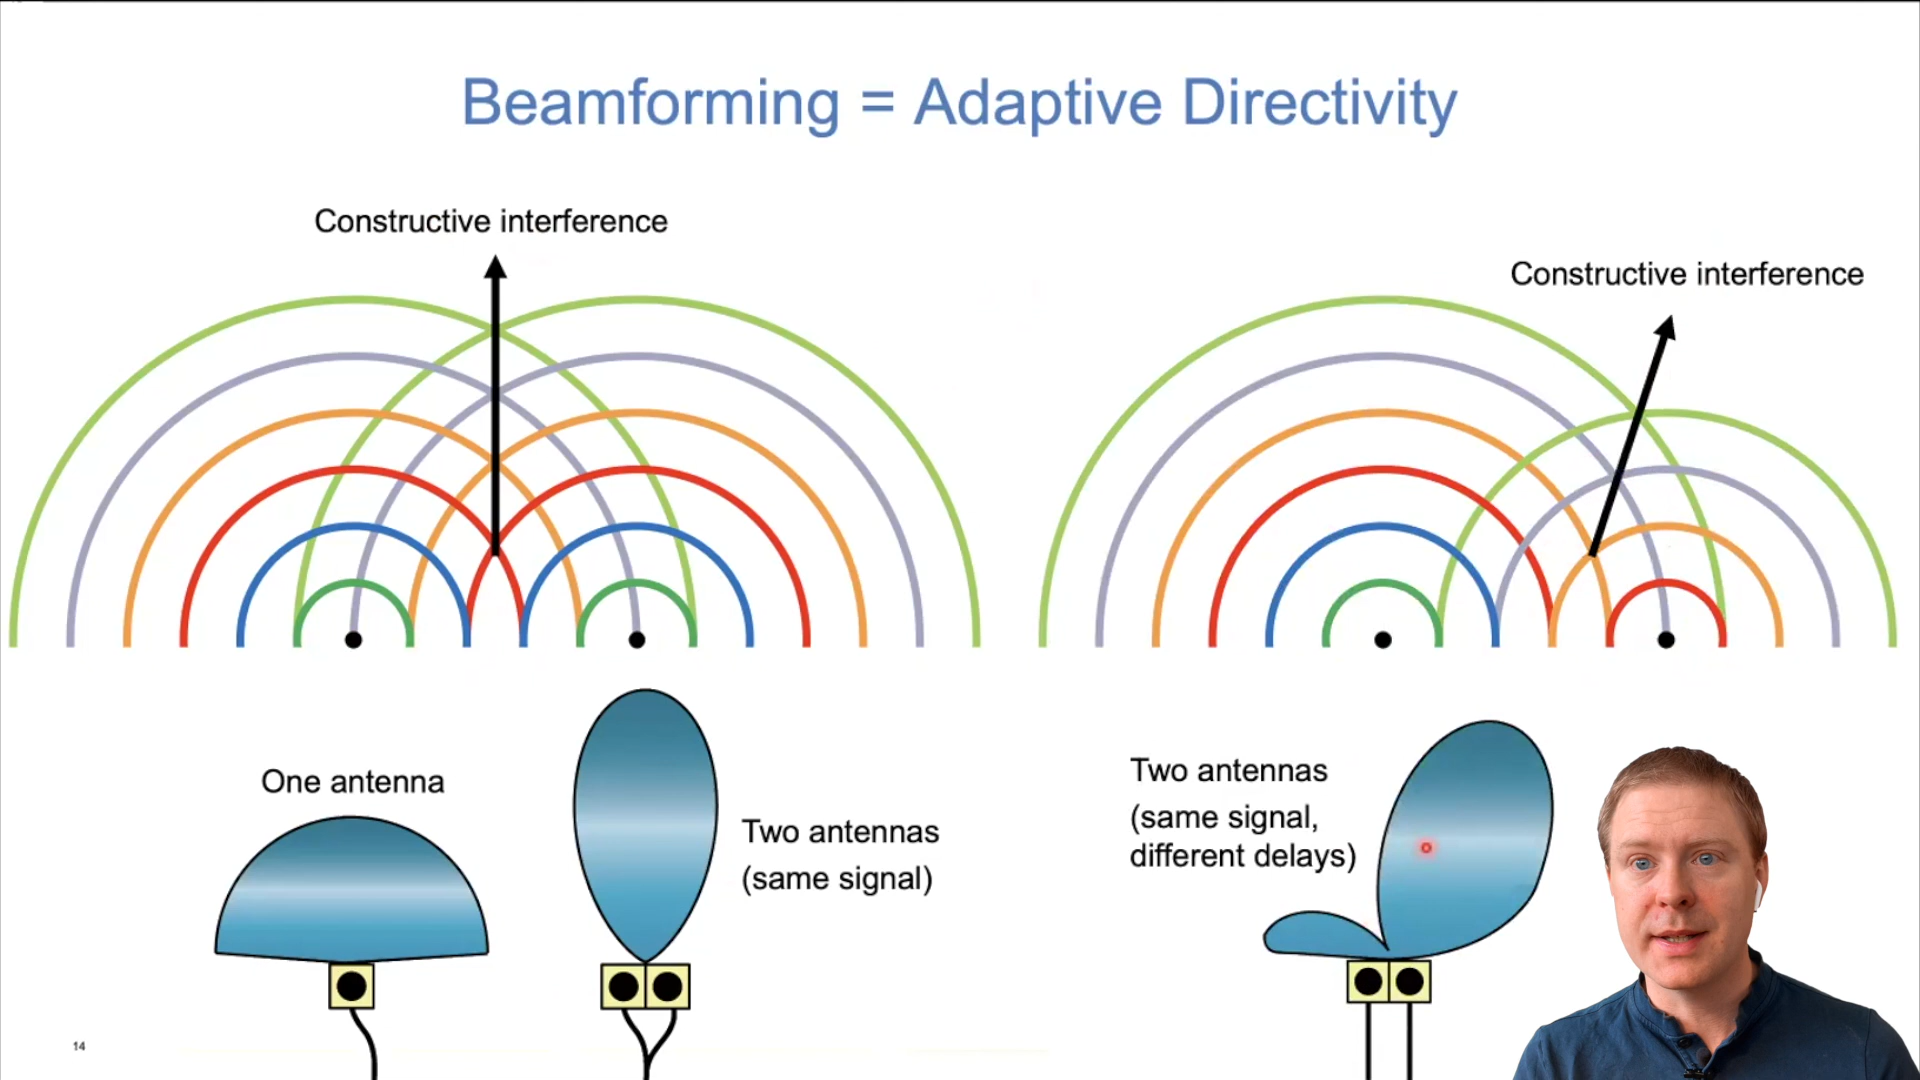 Beamforming = Adaptive Directivity
Constructive interference
Constructive interference
One antenna
Two antennas
(same signal)
Two antennas
(same signal,
different delays)
14